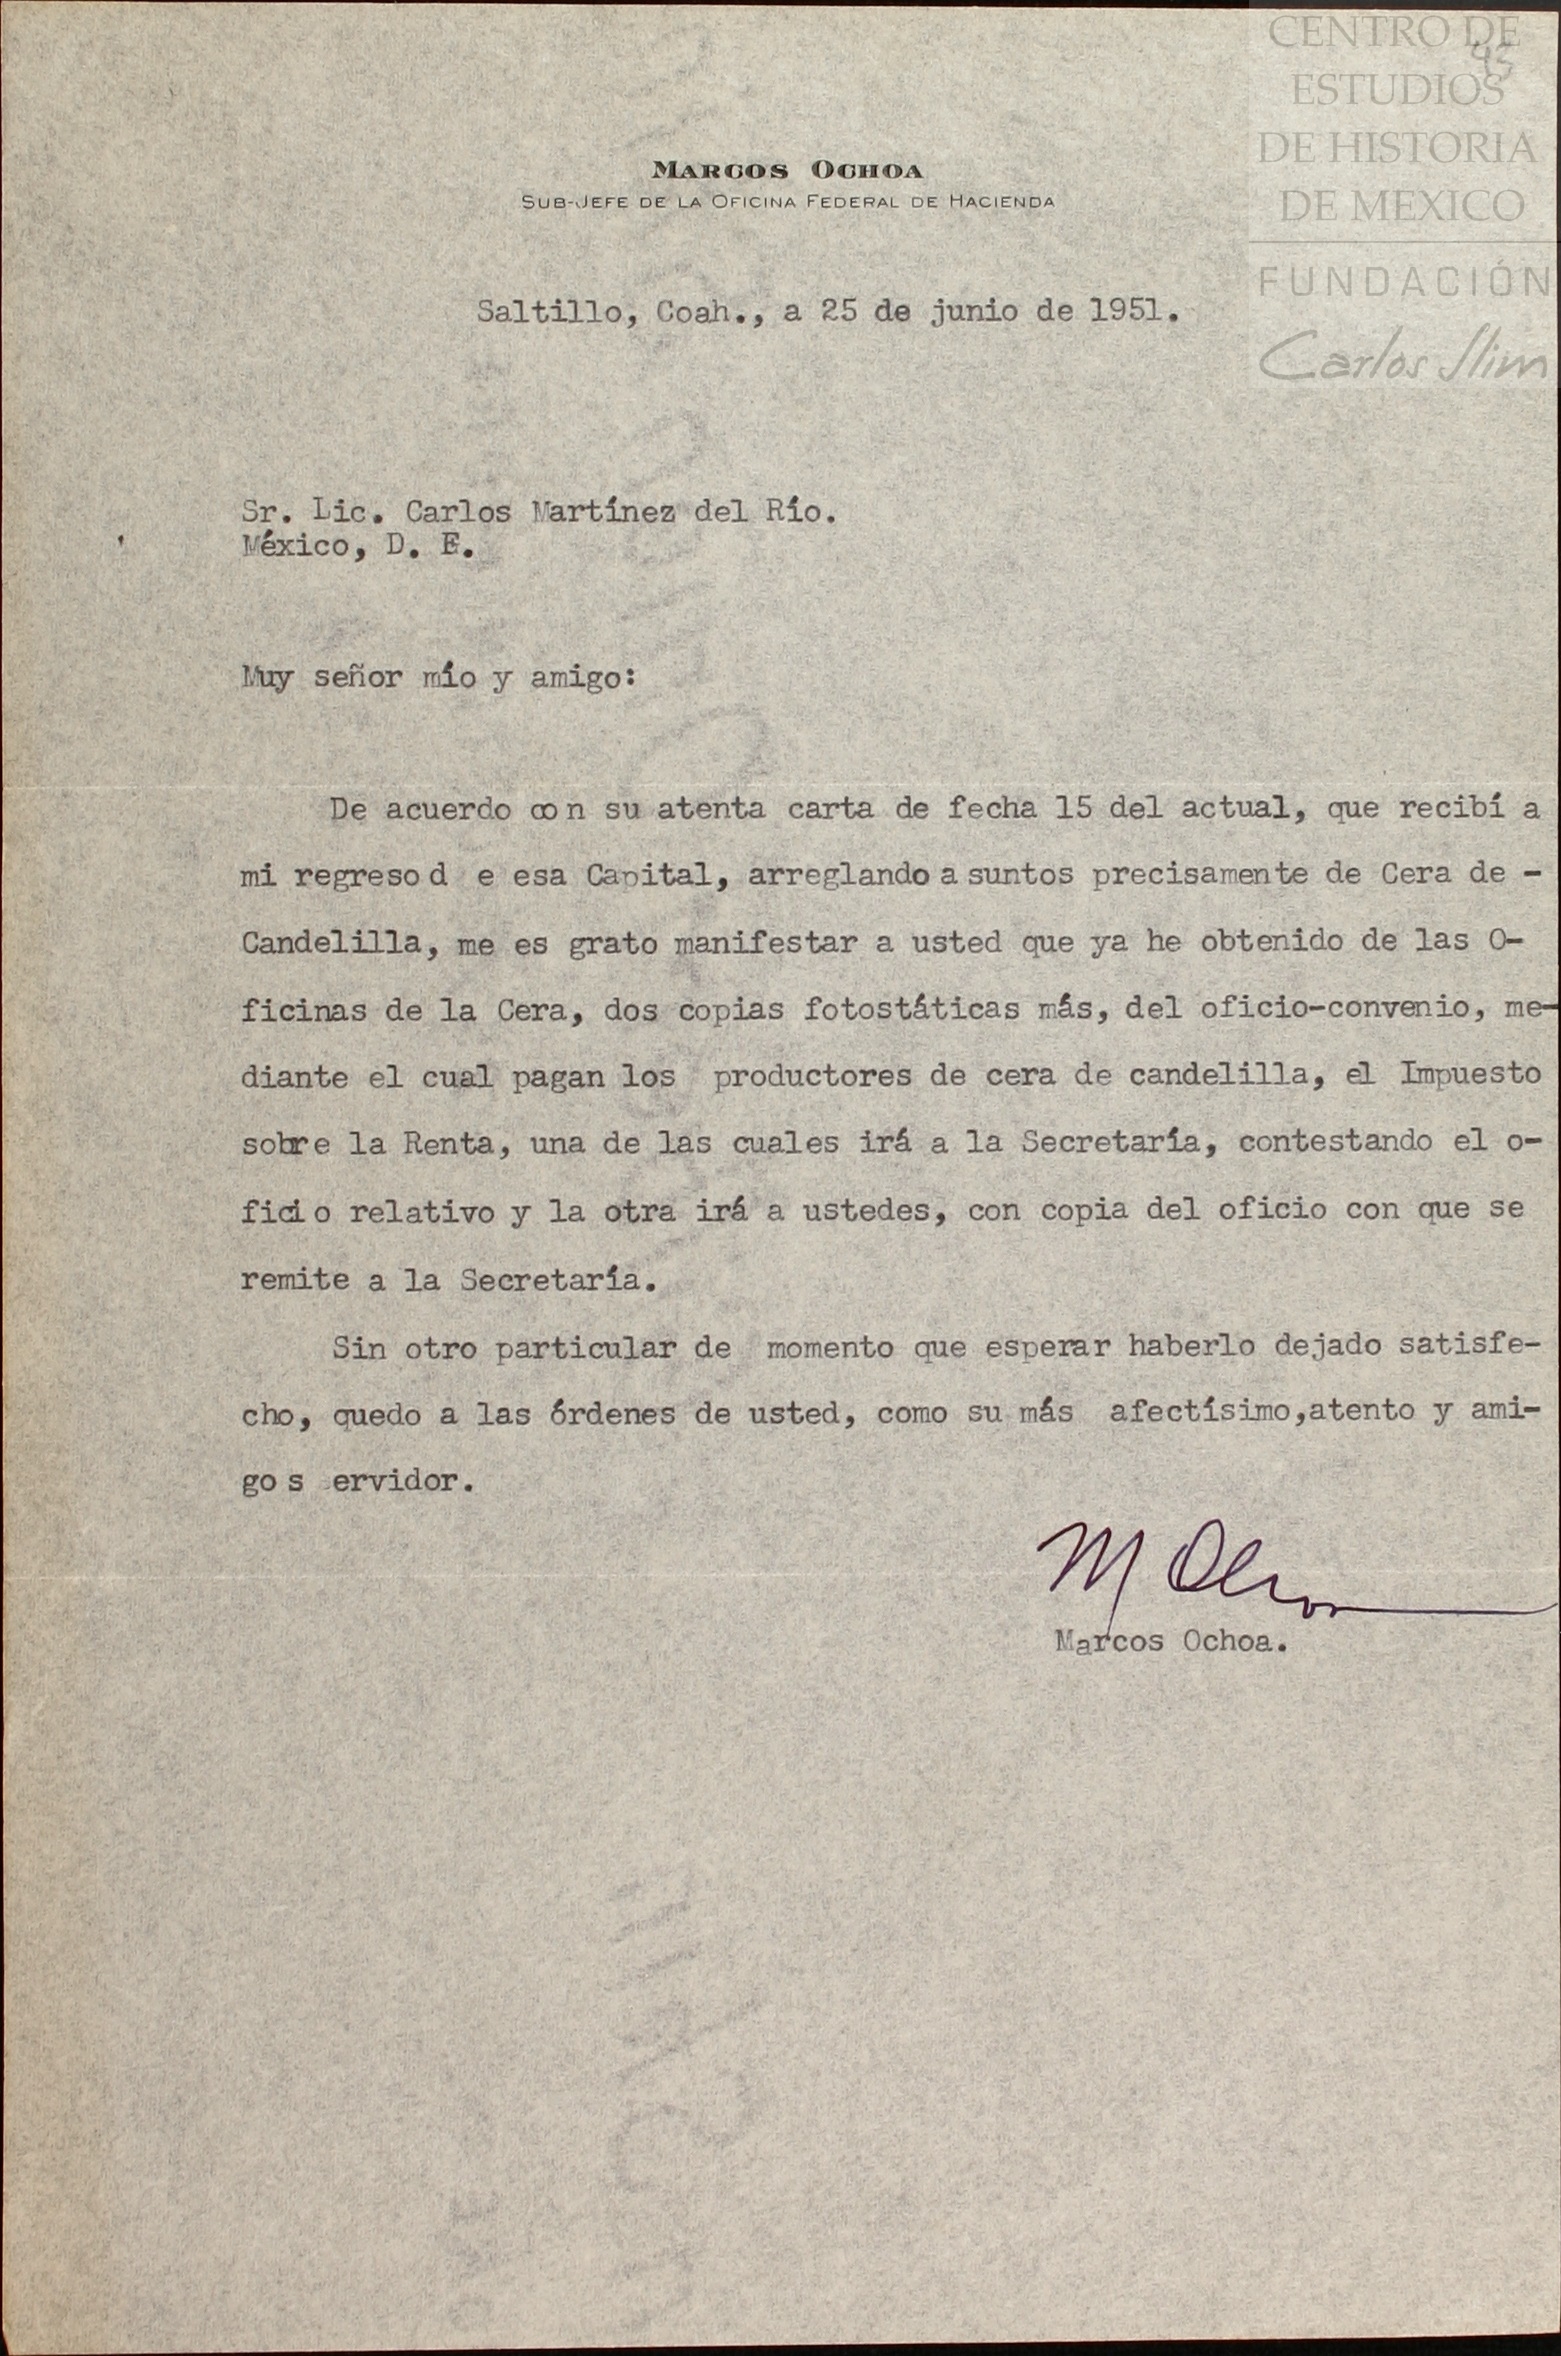 CENTRO DE
ESTUDIOS
DE HISTORIA
DE MEXICO
FUNDACIÓN
Carlos Slim
MARCOS OCHOA
SUB-JEFE DE LA OFICINA FEDERAL DE HACIENDA
Saltillo, Coah., a 25 de junio de 1951.
Sr. Lic. Carlos Martínez del Río.
México, D. F.
Muy señor mío y amigo:
De acuerdo con su atenta carta de fecha 15 del actual, que recibí a
mi regreso d e esa Capital, arreglando a suntos precisamente de Cera de -
Candelilla, me es grato manifestar a usted que ya he obtenido de las O-
ficinas de la Cera, dos copias fotostáticas más, del oficio-convenio, me-
diante el cual pagan los productores de cera de candelilla, el Impuesto
sobre la Renta, una de las cuales irá a la Secretaría, contestando el o-
ficio relativo y la otra irá a ustedes, con copia del oficio con que se
remite a la Secretaría.
Sin otro particular de momento que esperar haberlo dejado satisfe-
cho, quedo a las órdenes de usted, como su más afectísimo,atento y ami-
go s ervidor.
M Ochoa
Marcos Ochoa.